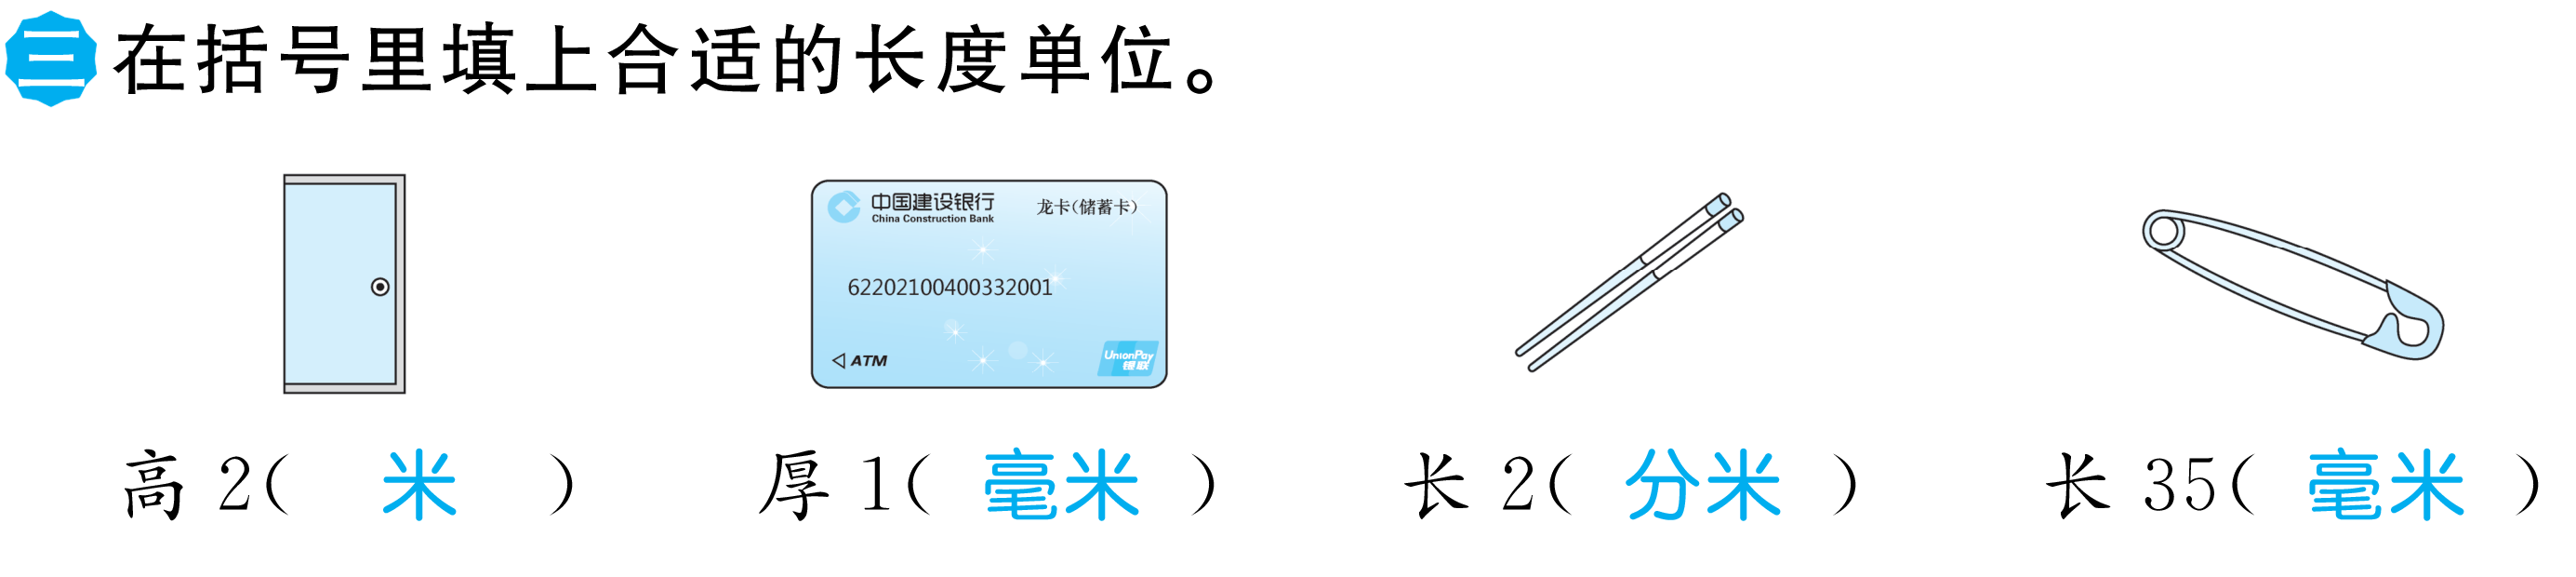 三 在括号里填上合适的长度单位。
中国建设银行
China Construction Bank
龙卡(储蓄卡)
62202100400332001
ATM
UnionPay
银联
高 2( 米 ) 厚 1( 毫米 ) 长 2( 分米 ) 长 35( 毫米 )